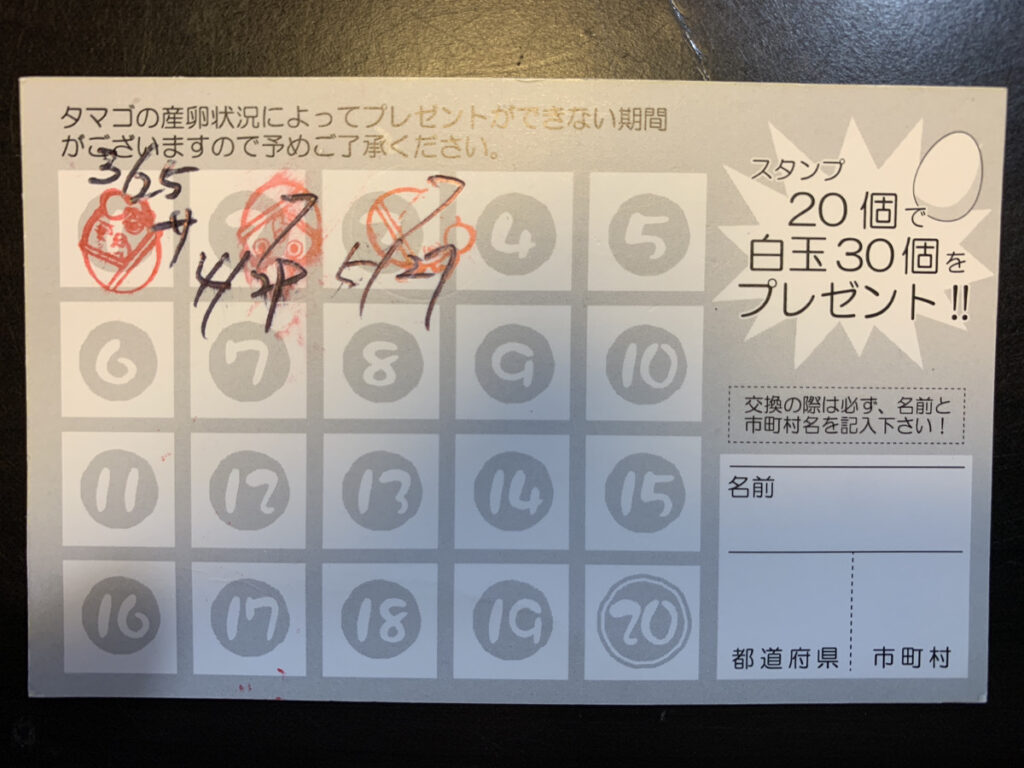 タマゴの産卵状況によってプレゼントができない期間
がございますので予めご了承ください。
スタンプ
20個で
白玉30個を
プレゼント!!
365
4/28
5/27
4
5
6
7
8
9
10
11
12
13
14
15
16
17
18
19
20
交換の際は必ず、名前と
市町村名を記入下さい!
名前
都道府県
市町村